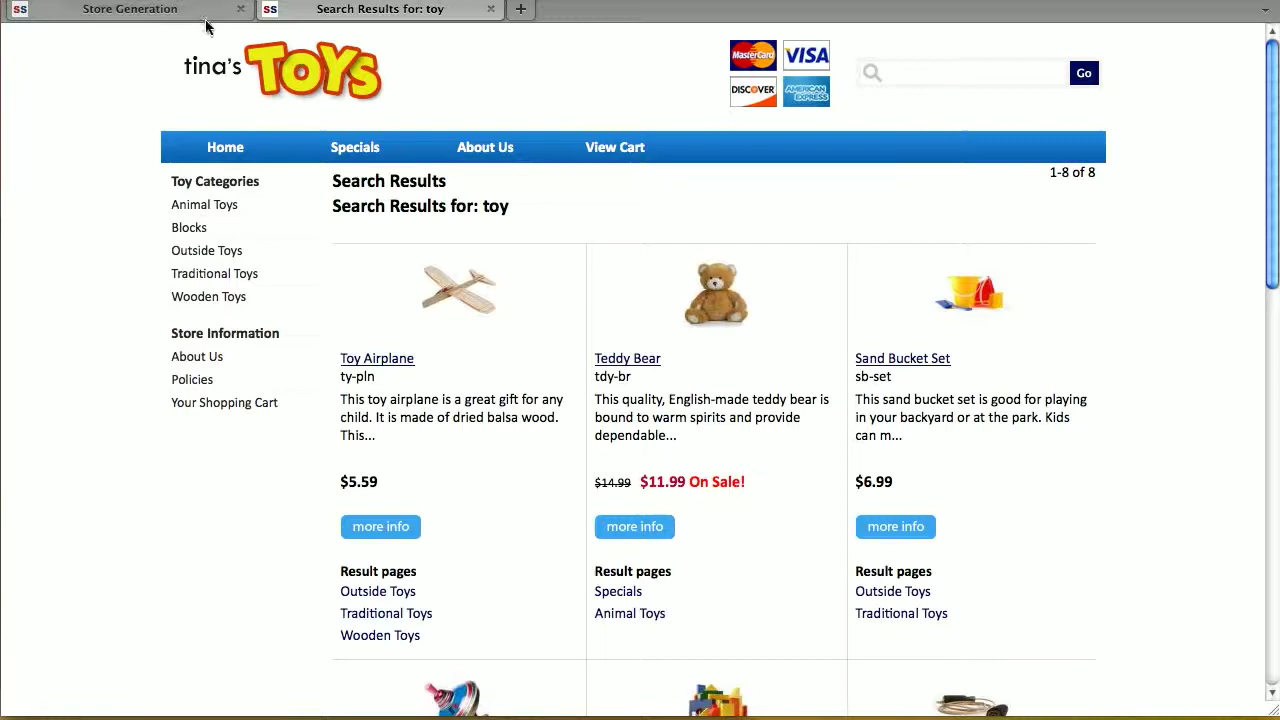 SS Store Generation
SS Search Results for: toy
tina's TOYS
MasterCard VISA
DISCOVER AMERICAN EXPRESS
Go
Home Specials About Us View Cart
Toy Categories
Animal Toys
Blocks
Outside Toys
Traditional Toys
Wooden Toys
Store Information
About Us
Policies
Your Shopping Cart
1-8 of 8
Search Results
Search Results for: toy
Toy Airplane
ty-pln
This toy airplane is a great gift for any
child. It is made of dried balsa wood.
This...
$5.59
more info
Result pages
Outside Toys
Traditional Toys
Wooden Toys
Teddy Bear
tdy-br
This quality, English-made teddy bear is
bound to warm spirits and provide
dependable...
$14.99 $11.99 On Sale!
more info
Result pages
Specials
Animal Toys
Sand Bucket Set
sb-set
This sand bucket set is good for playing
in your backyard or at the park. Kids
can m...
$6.99
more info
Result pages
Outside Toys
Traditional Toys